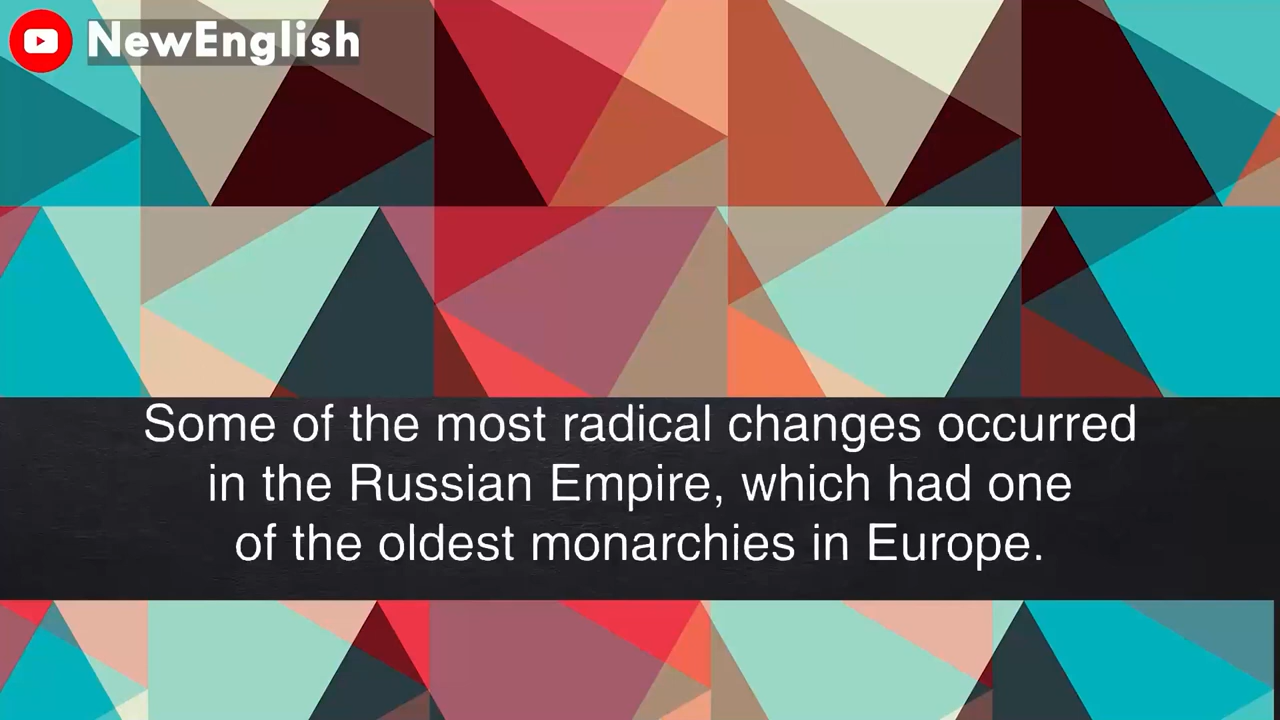 NewEnglish
Some of the most radical changes occurred
in the Russian Empire, which had one
of the oldest monarchies in Europe.